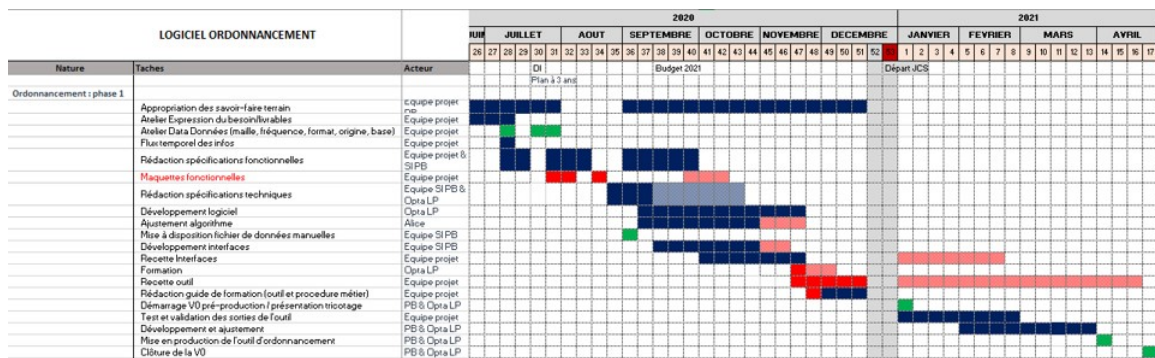 2020 2021
LOGICIEL ORDONNANCEMENT
JUIN JUILLET AOUT SEPTEMBRE OCTOBRE NOVEMBRE DECEMBRE JANVIER FEVRIER MARS AVRIL
26 27 28 29 30 31 32 33 34 35 36 37 38 39 40 41 42 43 44 45 46 47 48 49 50 51 52 53 1 2 3 4 5 6 7 8 9 10 11 12 13 14 15 16 17
Nature Taches Acteur DI Budget 2021 Départ JCS
Plan à 3 ans
Ordonnancement : phase 1
Appropriation des savoir-faire terrain Equipe projet
Atelier Expression du besoin/livrables Equipe projet
Atelier Data Données (maille, fréquence, format, origine, base) Equipe projet
Flux temporel des infos Equipe projet
Rédaction spécifications fonctionnelles Equipe projet &
SI PB
Maquettes fonctionnelles Equipe projet
Rédaction spécifications techniques Equipe SI PB &
Opta LP
Développement logiciel Opta LP
Ajustement algorithme Alice
Mise à disposition fichier de données manuelles Equipe SI PB
Développement interfaces Equipe SI PB
Recette Interfaces Equipe projet
Formation Opta LP
Recette outil Equipe projet
Rédaction guide de formation (outil et procedure métier) Equipe projet
Démarrage V0 pré-production / présentation tricotage PB & Opta LP
Test et validation des sorties de l'outil Equipe projet
Développement et ajustement PB & Opta LP
Mise en production de l'outil d'ordonnancement PB & Opta LP
Clôture de la V0 PB & Opta LP